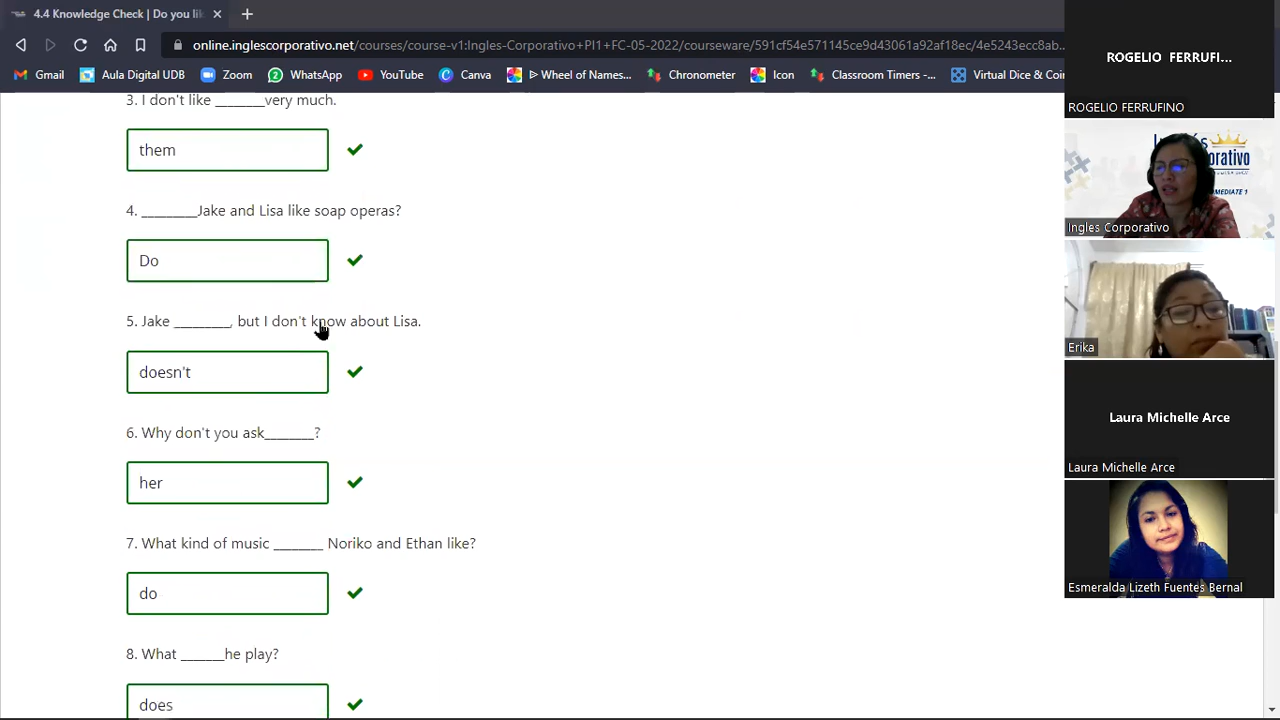 4.4 Knowledge Check | Do you lik
online.inglescorporativo.net/courses/course-v1:Ingles-Corporativo+PI1+FC-05-2022/courseware/591cf54e571145ce9d43061a92af18ec/4e5243ecc8ab...
Gmail Aula Digital UDB Zoom WhatsApp YouTube Canva ▷ Wheel of Names... Chronometer Icon Classroom Timers -... Virtual Dice & Coi
3. I don't like ________very much.
them
4. _________Jake and Lisa like soap operas?
Do
5. Jake _________, but I don't know about Lisa.
doesn't
6. Why don't you ask________?
her
7. What kind of music ________ Noriko and Ethan like?
do
8. What _______he play?
does
ROGELIO FERRUFI...
ROGELIO FERRUFINO
Ingles Corporativo
Erika
Laura Michelle Arce
Laura Michelle Arce
Esmeralda Lizeth Fuentes Bernal